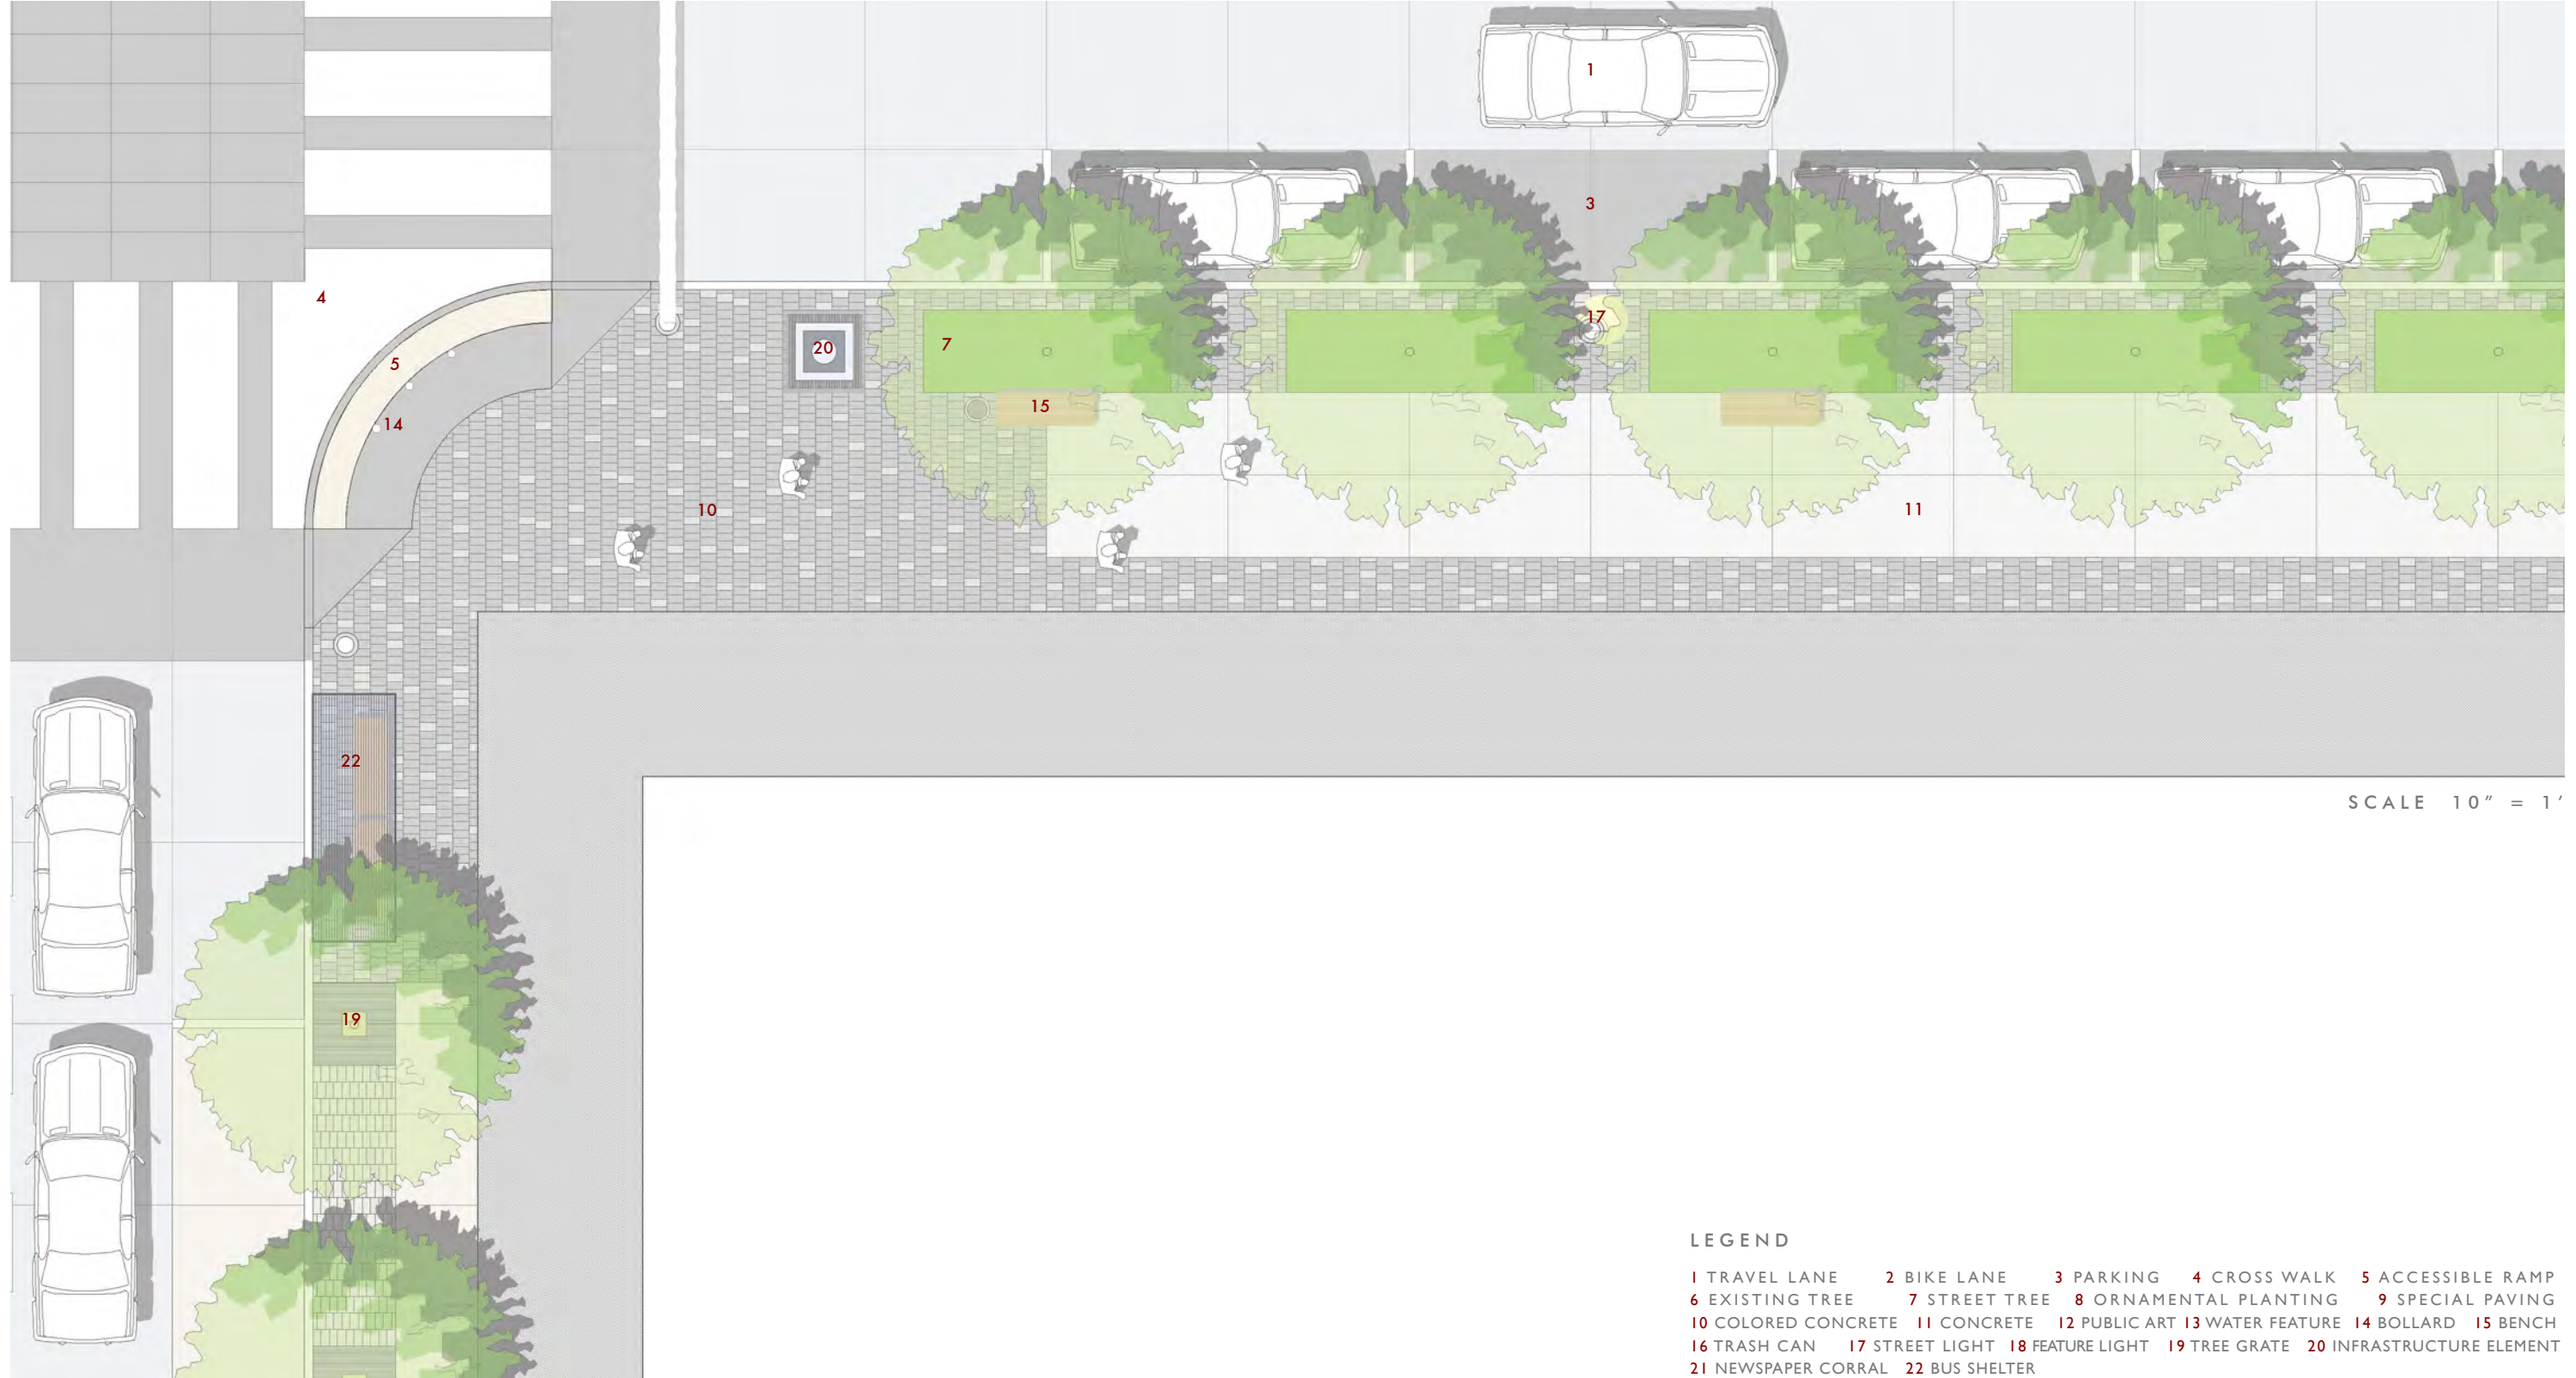 1
3
4
17
7
20
5
15
14
10
11
22
SCALE 10" = 1'
19
LEGEND
1 TRAVEL LANE 2 BIKE LANE 3 PARKING 4 CROSS WALK 5 ACCESSIBLE RAMP
6 EXISTING TREE 7 STREET TREE 8 ORNAMENTAL PLANTING 9 SPECIAL PAVING
10 COLORED CONCRETE 11 CONCRETE 12 PUBLIC ART 13 WATER FEATURE 14 BOLLARD 15 BENCH
16 TRASH CAN 17 STREET LIGHT 18 FEATURE LIGHT 19 TREE GRATE 20 INFRASTRUCTURE ELEMENT
21 NEWSPAPER CORRAL 22 BUS SHELTER